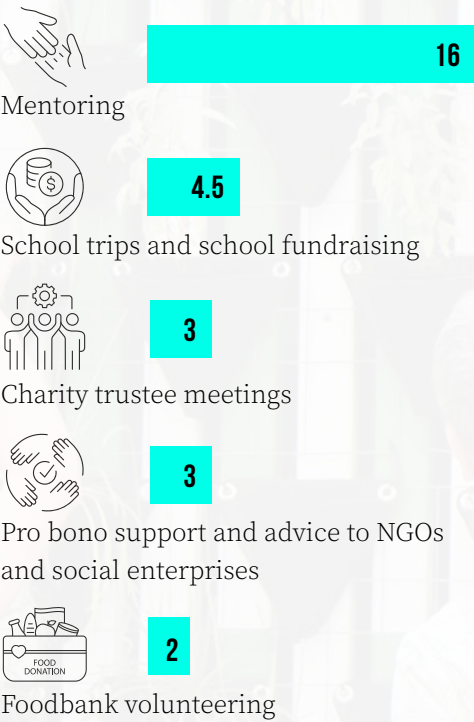 16
Mentoring
4.5
School trips and school fundraising
3
Charity trustee meetings
3
Pro bono support and advice to NGOs
and social enterprises
2
FOOD
DONATION
Foodbank volunteering